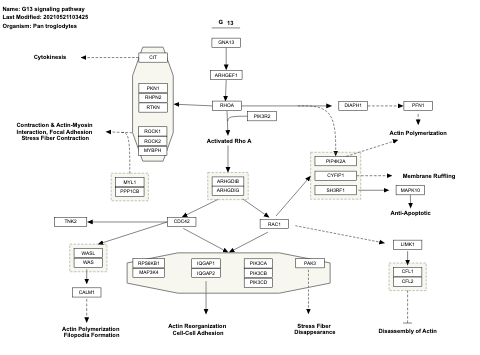 Name: G13 signaling pathway
Last Modified: 20210521103425
Organism: Pan troglodytes
G 13
GNA13
Cytokinesis
CIT
ARHGEF1
PKN1
RHPN2
RTKN
RHOA
DIAPH1
PFN1
PIK3R2
Contraction & Actin-Myosin
Interaction, Focal Adhesion
Stress Fiber Contraction
ROCK1
ROCK2
MYBPH
Actin Polymerization
Activated Rho A
PIP4K2A
CYFIP1
Membrane Ruffling
SH3RF1
MAPK10
MYL1
PPP1CB
ARHGDIB
ARHGDIG
Anti-Apoptic
TNK2
CDC42
RAC1
LIMK1
WASL
WAS
RPS6KB1
MAP3K4
IQGAP1
IQGAP2
PIK3CA
PIK3CB
PIK3CD
PAK3
CFL1
CFL2
CALM1
Actin Polymerization
Filopodia Formation
Actin Reorganization
Cell-Cell Adhesion
Stress Fiber
Disappearance
Disassembly of Actin